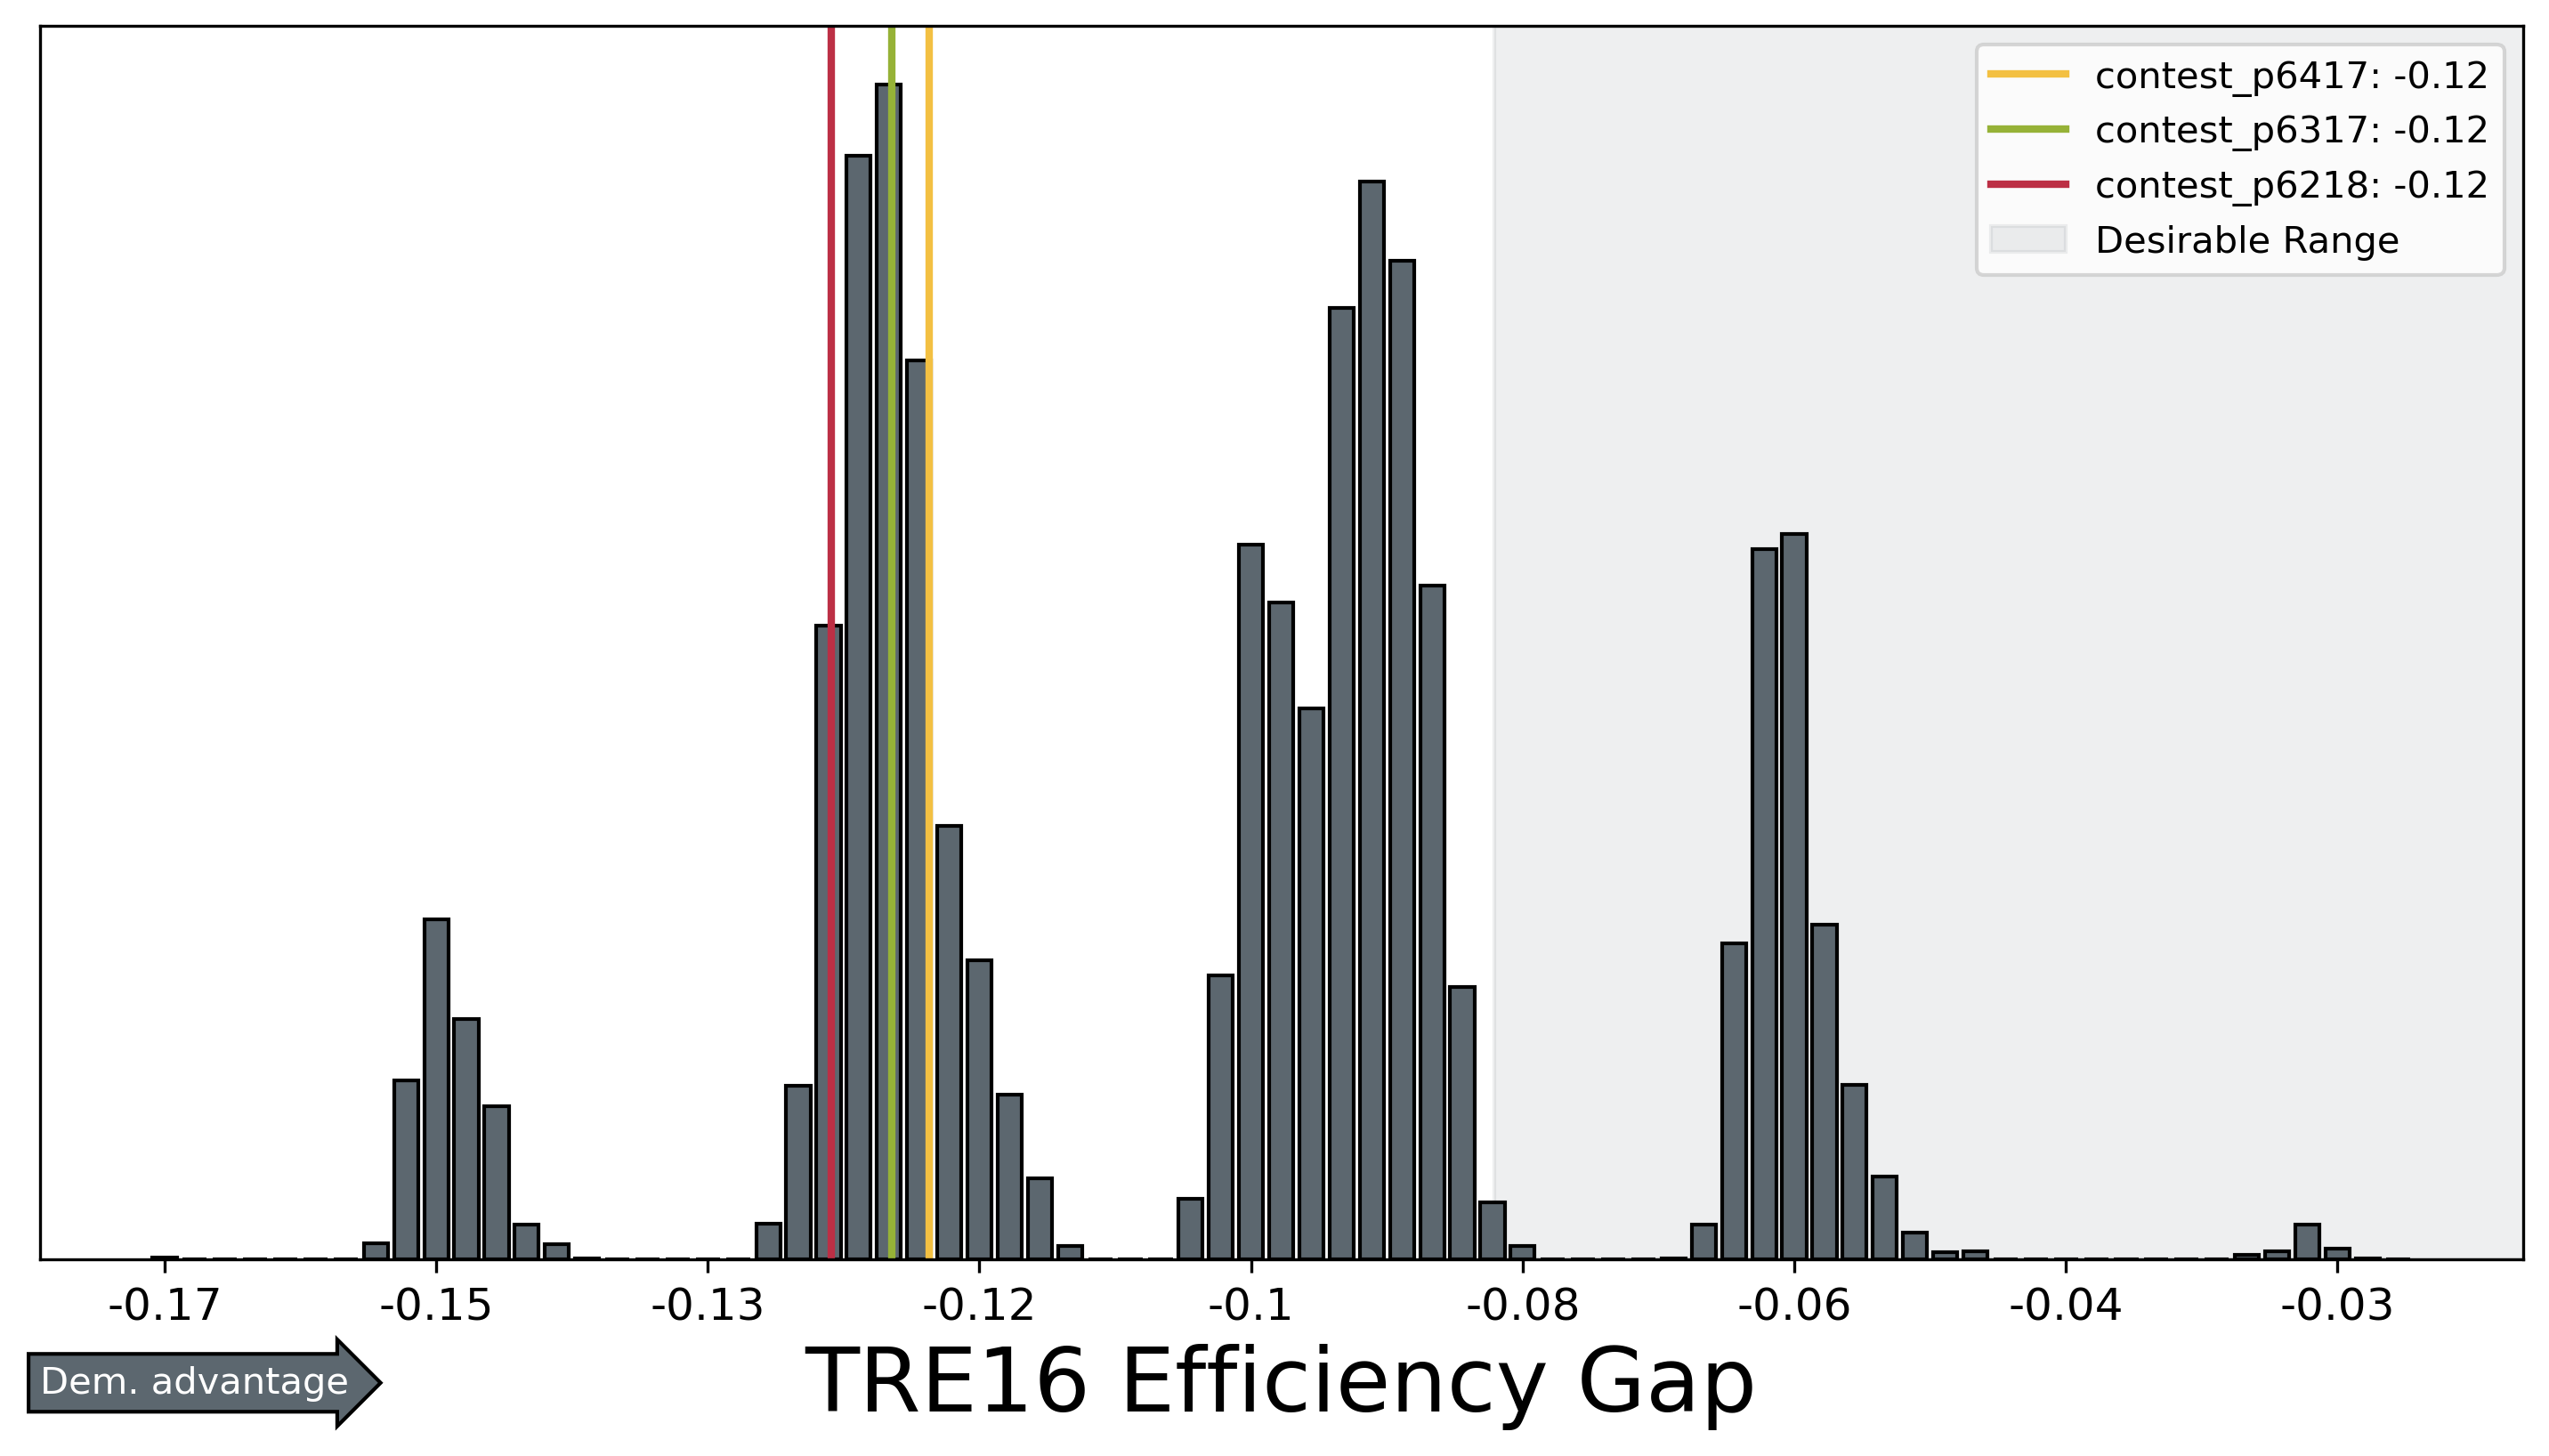 contest_p6417: -0.12
contest_p6317: -0.12
contest_p6218: -0.12
Desirable Range
-0.17 -0.15 -0.13 -0.12 -0.1 -0.08 -0.06 -0.04 -0.03
Dem. advantage
TRE16 Efficiency Gap